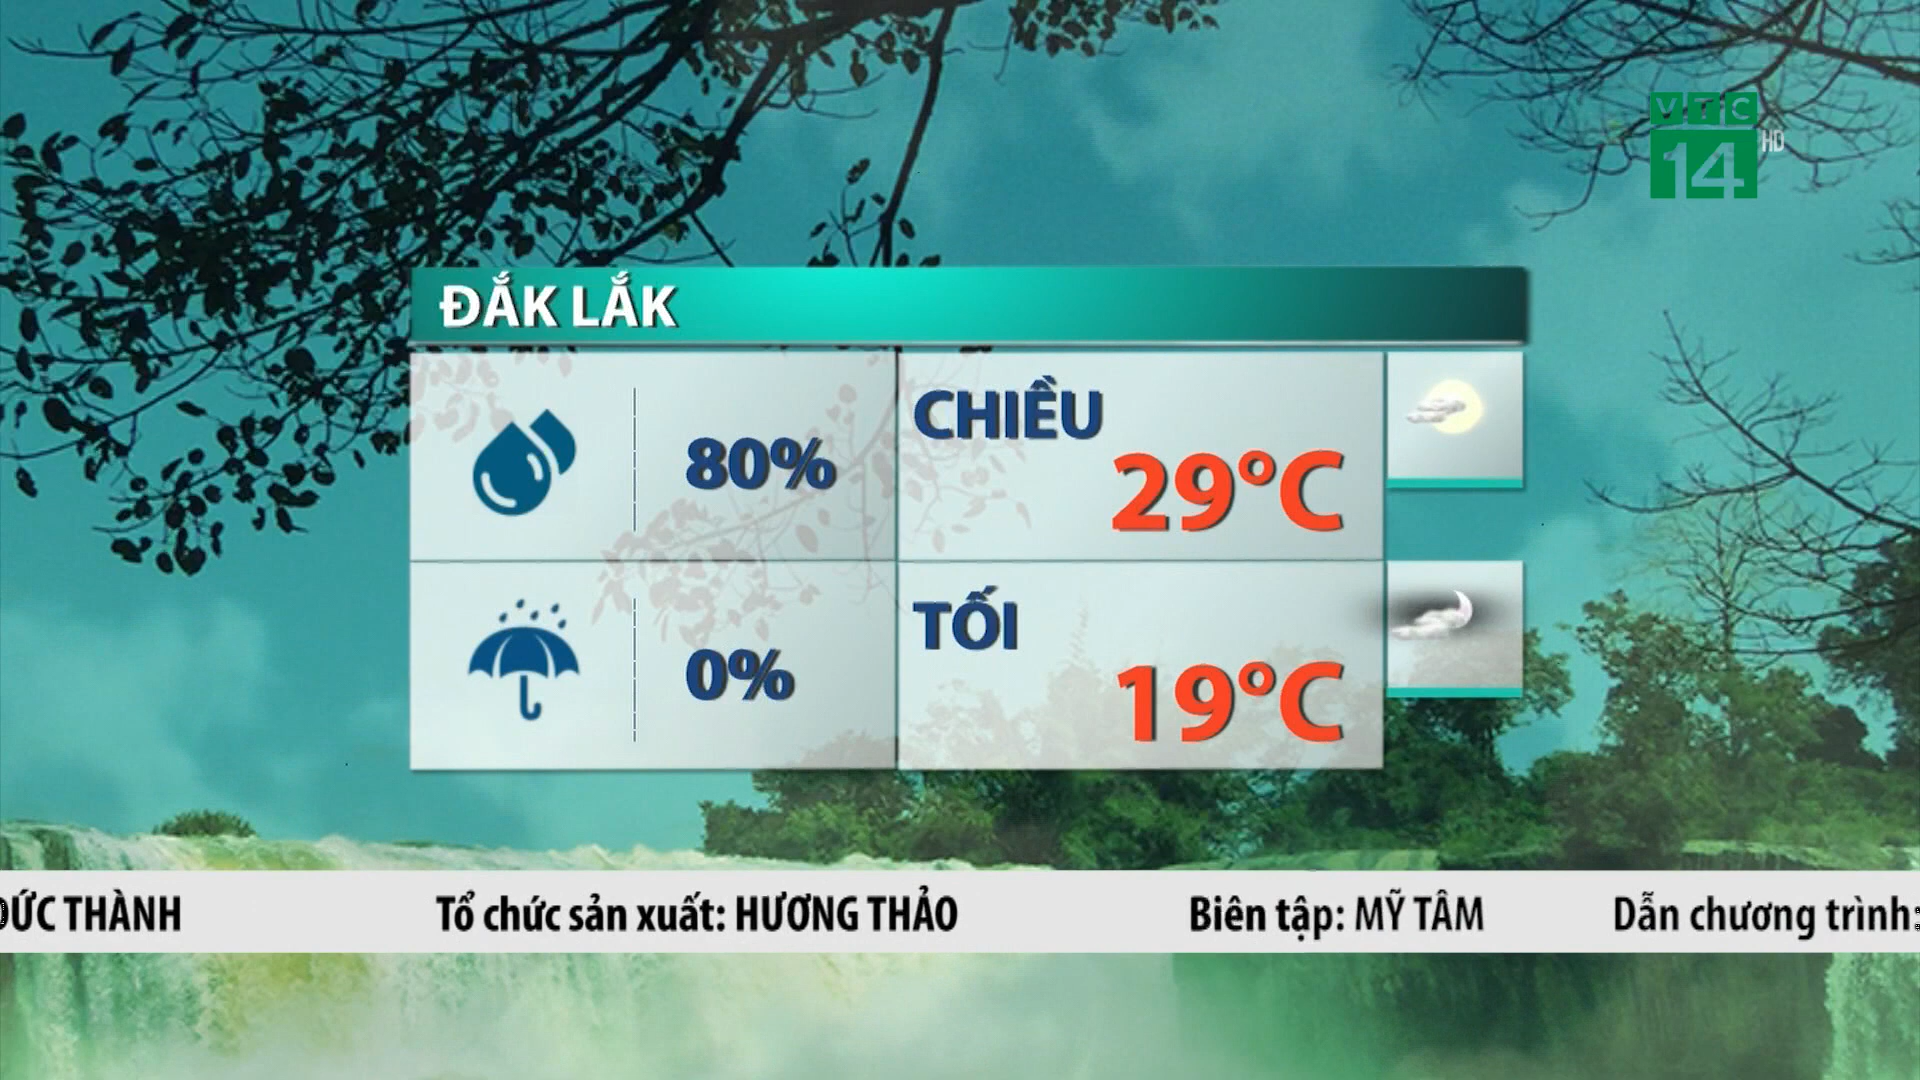 VTC
14
HD
ĐẮK LẮK
80%
CHIỀU
29°C
0%
TỐI
19°C
ĐỨC THÀNH
Tổ chức sản xuất: HƯƠNG THẢO
Biên tập: MỸ TÂM
Dẫn chương trình: